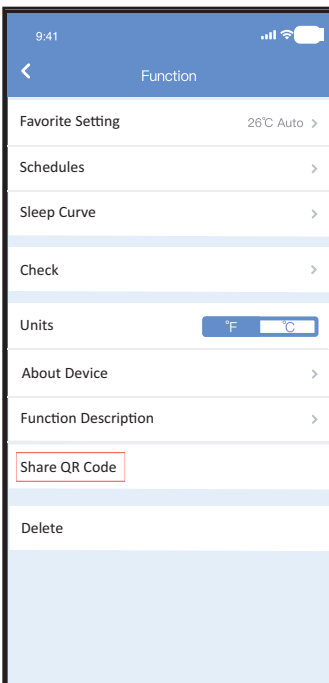 9:41
Function
Favorite Setting 26℃ Auto >
Schedules >
Sleep Curve >
Check >
Units ℉ ℃
About Device >
Function Description >
Share QR Code
Delete